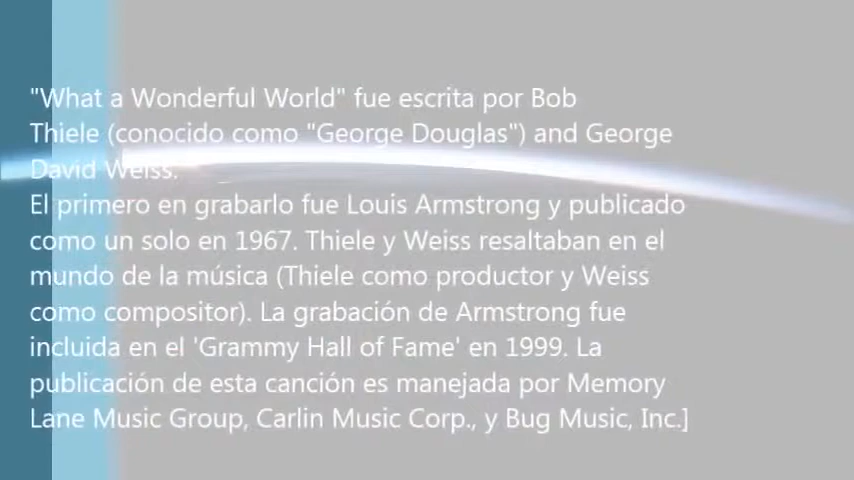 "What a Wonderful World" fue escrita por Bob
Thiele (conocido como "George Douglas") and George
David Weiss.
El primero en grabarlo fue Louis Armstrong y publicado
como un solo en 1967. Thiele y Weiss resaltaban en el
mundo de la música (Thiele como productor y Weiss
como compositor). La grabación de Armstrong fue
incluida en el 'Grammy Hall of Fame' en 1999. La
publicación de esta canción es manejada por Memory
Lane Music Group, Carlin Music Corp., y Bug Music, Inc.]